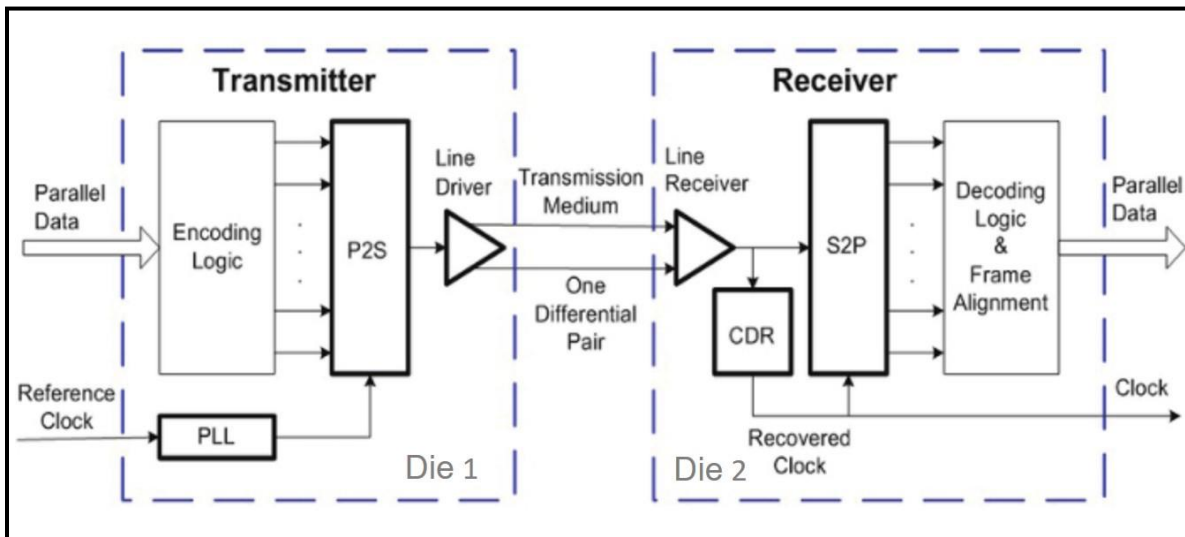 Transmitter
Receiver
Parallel
Data
Encoding
Logic
P2S
Line
Driver
Transmission
Medium
One
Differential
Pair
Line
Receiver
S2P
CDR
Decoding
Logic
&
Frame
Alignment
Parallel
Data
Reference
Clock
PLL
Die 1
Die 2
Recovered
Clock
Clock